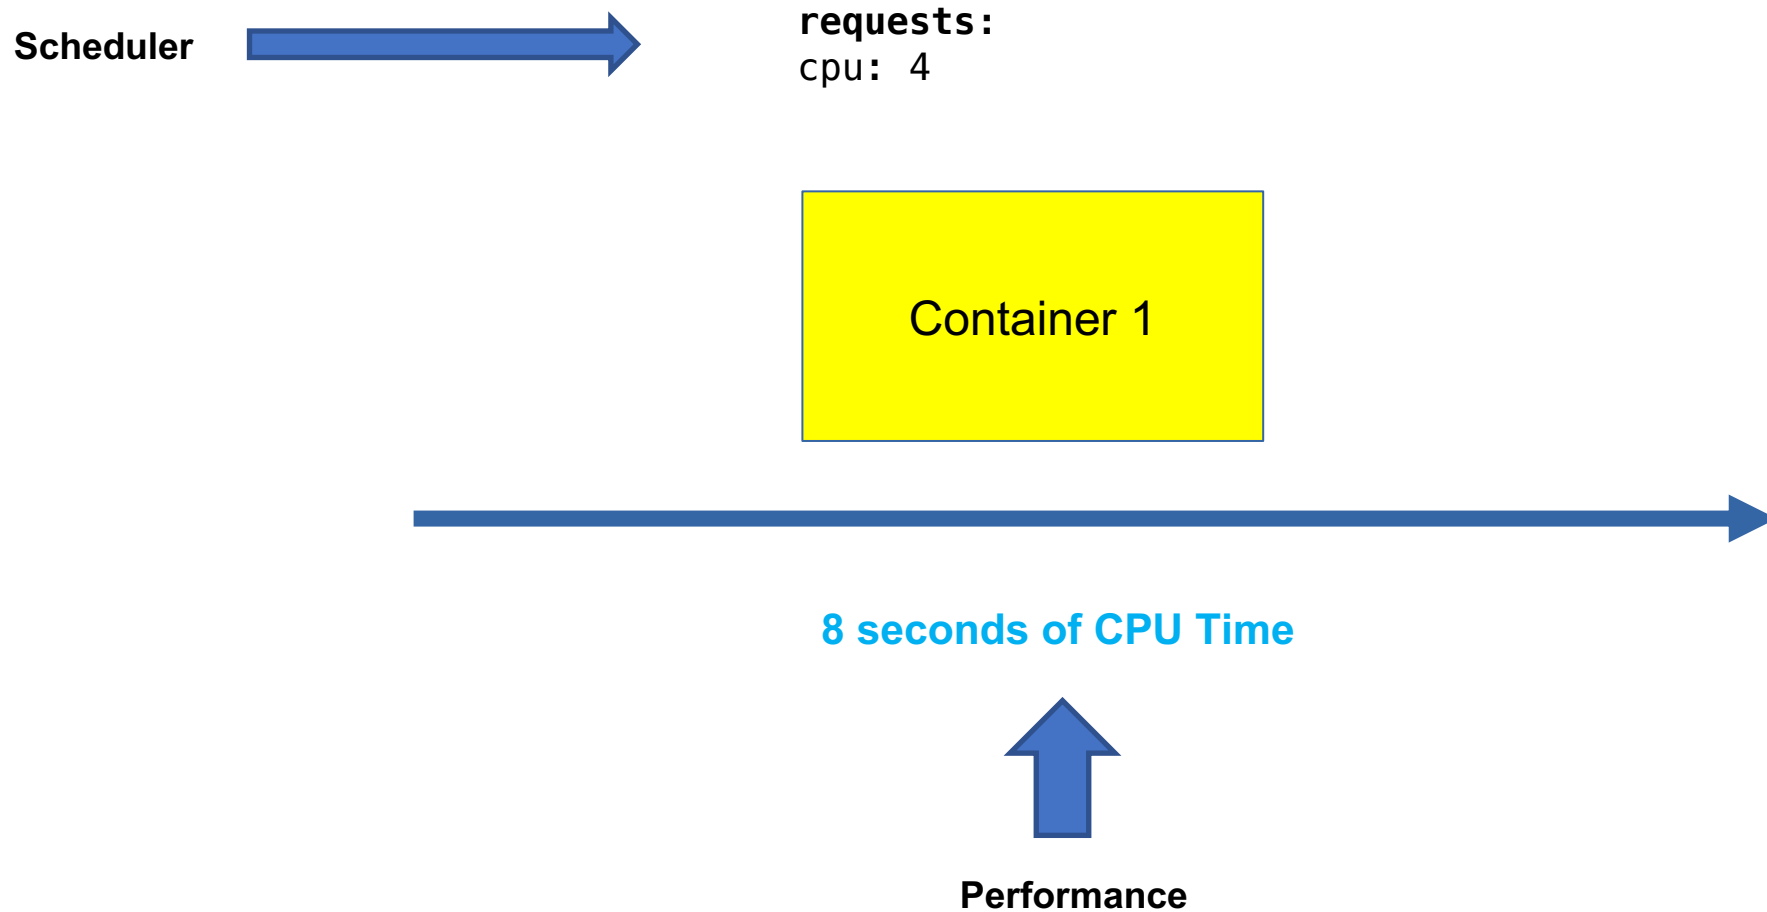 Scheduler
requests:
cpu: 4
Container 1
8 seconds of CPU Time
Performance